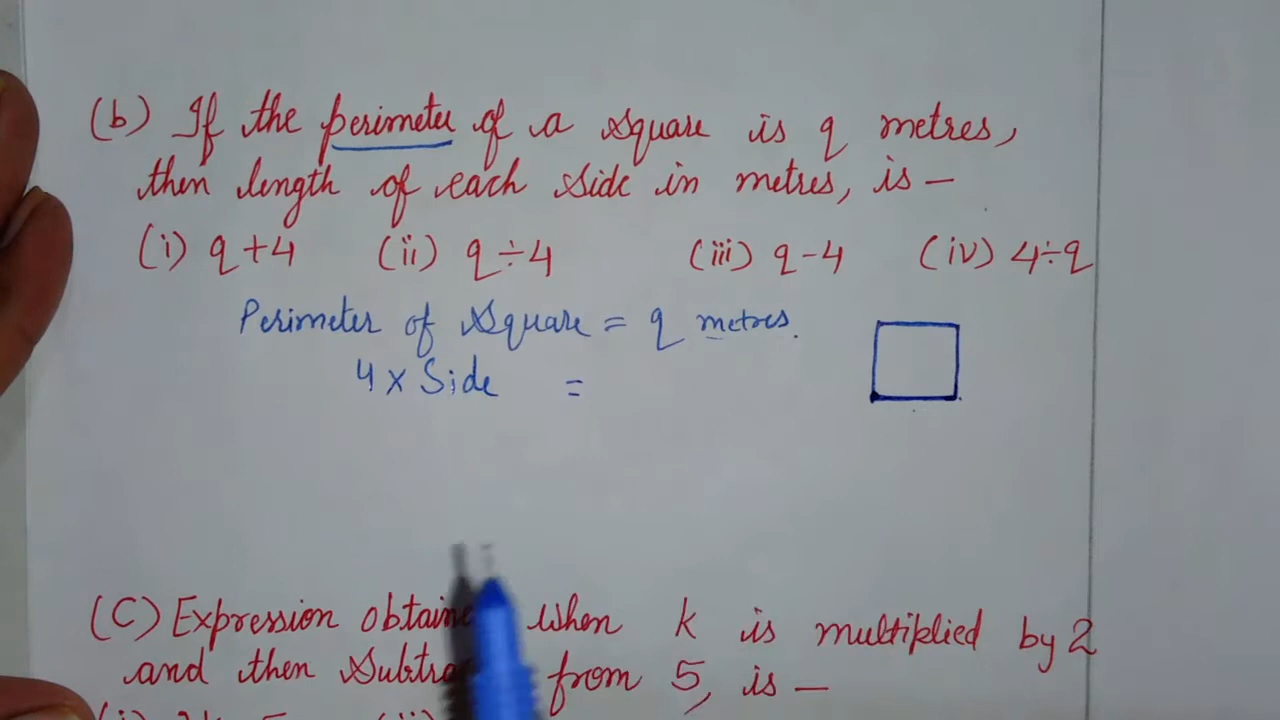 (b) If the perimeter of a square is q metres,
then length of each side in metres, is —
(i) q+4 (ii) q÷4 (iii) q-4 (iv) 4÷q
Perimeter of Square = q metres.
4 x Side =
(C) Expression when k is multiplied by 2
and then from 5, is —
(i) (ii)